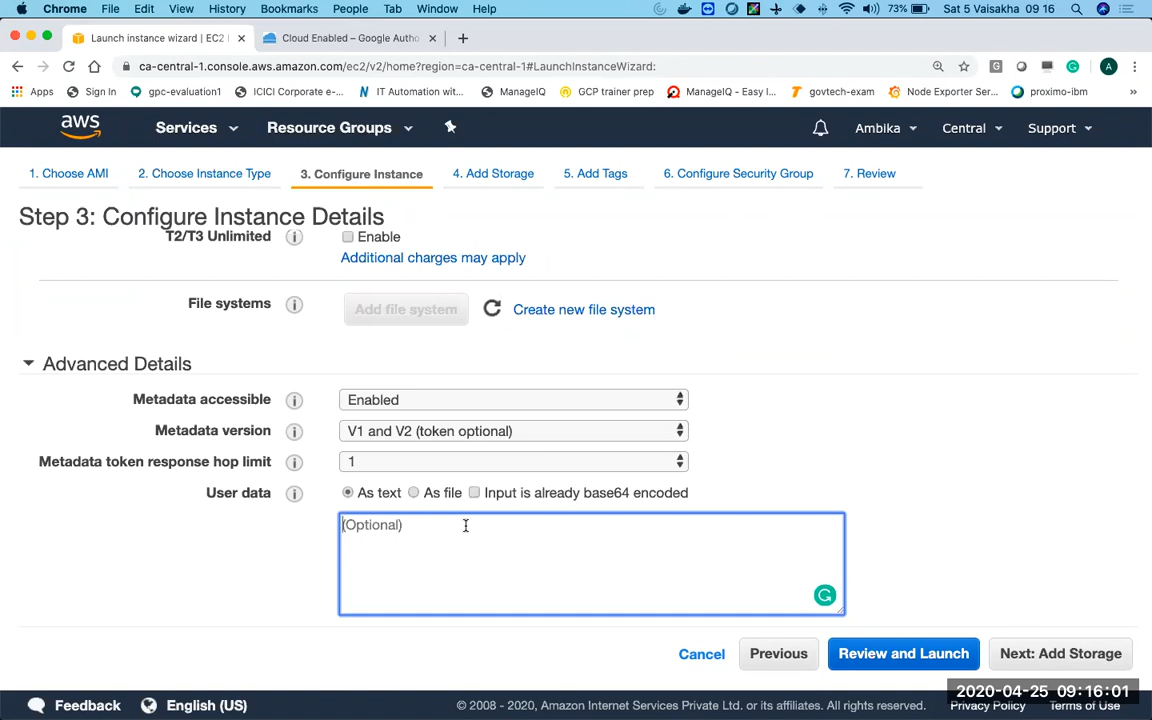 Chrome File Edit View History Bookmarks People Tab Window Help 73% Sat 5 Vaisakha 09 16
Launch instance wizard | EC2 Cloud Enabled – Google Autho
ca-central-1.console.aws.amazon.com/ec2/v2/home?region=ca-central-1#LaunchInstanceWizard:
Apps Sign In gpc-evaluation1 ICICI Corporate e-... IT Automation wit... ManageIQ GCP trainer prep ManageIQ - Easy I... govtech-exam Node Exporter Ser... proximo-ibm »
aws Services Resource Groups Ambika Central Support
1. Choose AMI 2. Choose Instance Type 3. Configure Instance 4. Add Storage 5. Add Tags 6. Configure Security Group 7. Review
Step 3: Configure Instance Details
T2/T3 Unlimited i Enable
Additional charges may apply
File systems i Add file system Create new file system
Advanced Details
Metadata accessible i Enabled
Metadata version i V1 and V2 (token optional)
Metadata token response hop limit i 1
User data i As text As file Input is already base64 encoded
(Optional)
Cancel Previous Review and Launch Next: Add Storage
2020-04-25 09:16:01
Feedback English (US) © 2008 - 2020, Amazon Internet Services Private Ltd. or its affiliates. All rights reserved. Privacy Policy Terms of Use